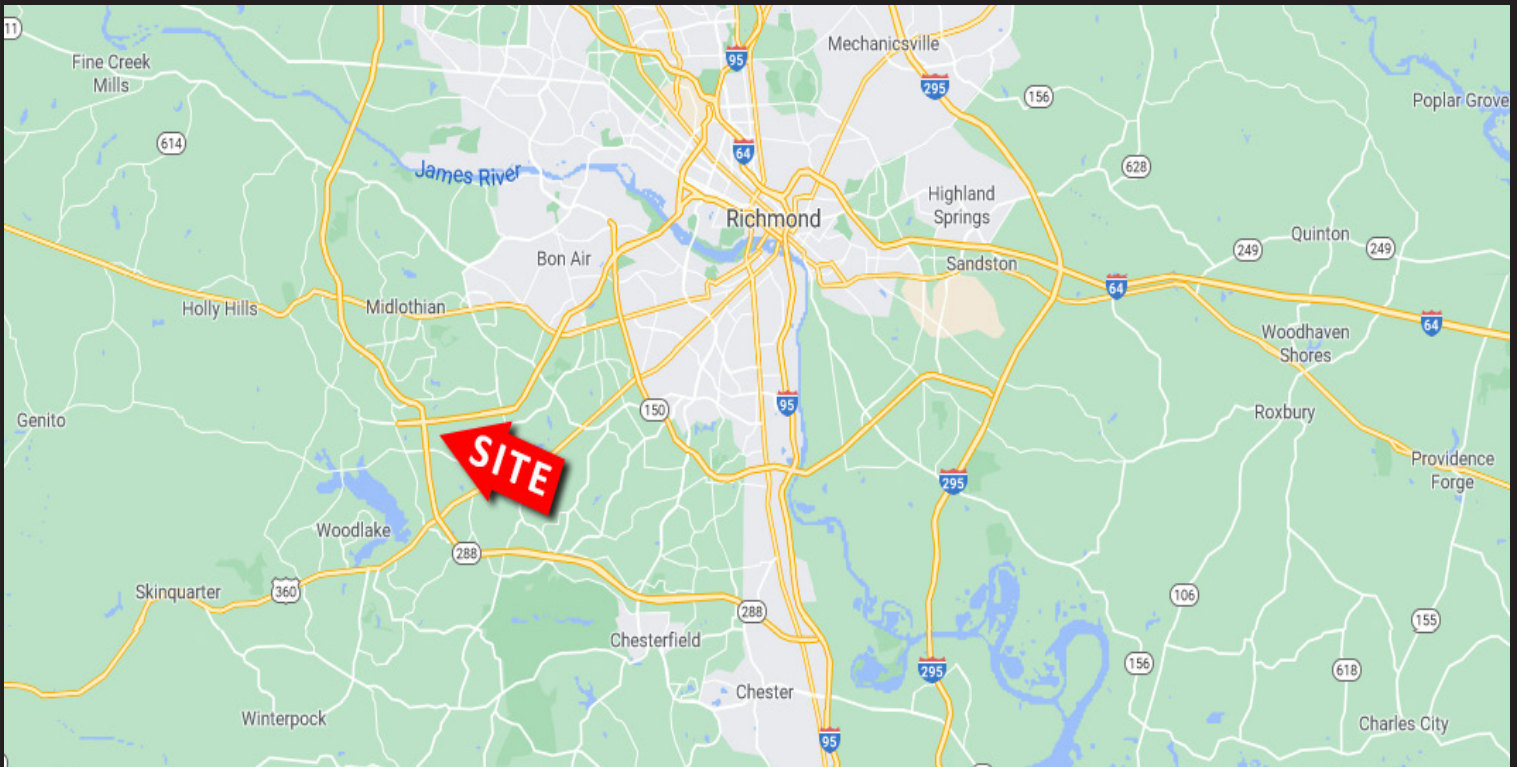 11
Fine Creek
Mills
95
Mechanicsville
295
156
Poplar Grove
614
64
628
James River
Highland
Springs
Richmond
Quinton
249
249
Bon Air
Sandston
64
Holly Hills
Midlothian
64
Woodhaven
Shores
Genito
150
95
Roxbury
SITE
Providence
Forge
295
Woodlake
288
Skinquarter
360
106
288
155
Chesterfield
156
618
295
Chester
Winterpock
Charles City
95